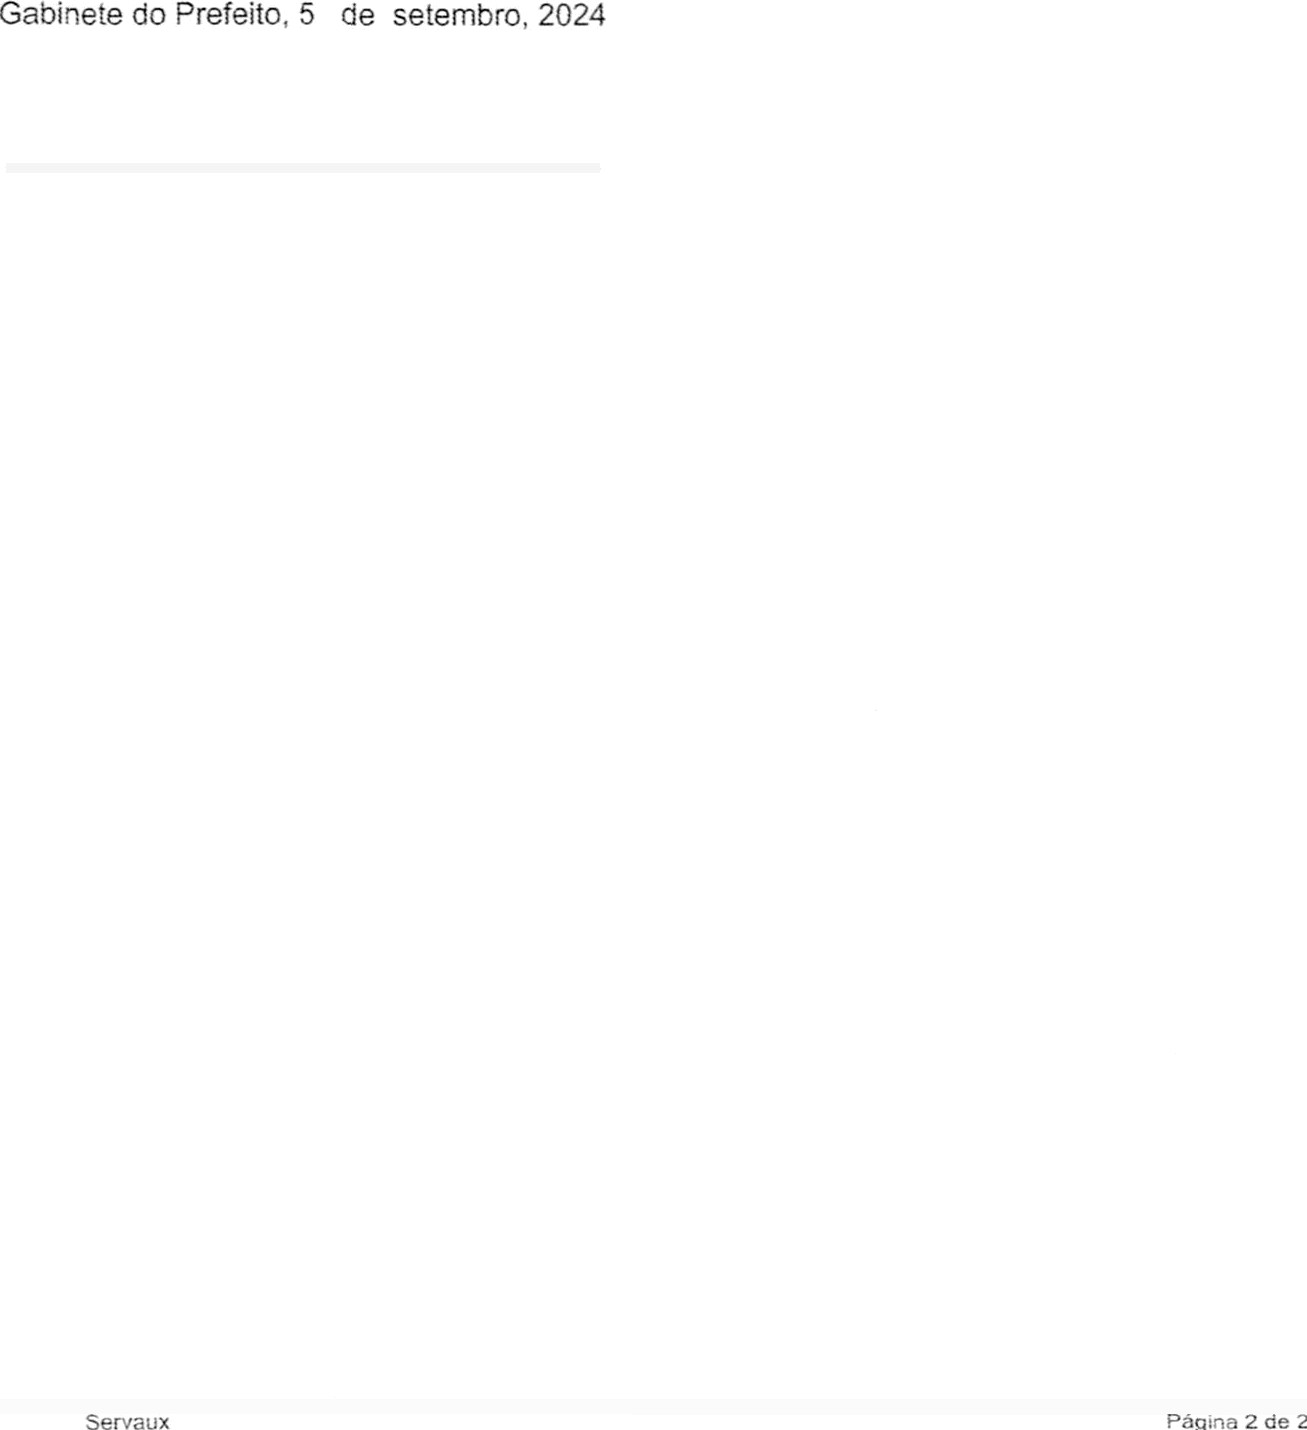 Gabinete do Prefeito, 5 de setembro, 2024
Servaux
Página 2 de 2